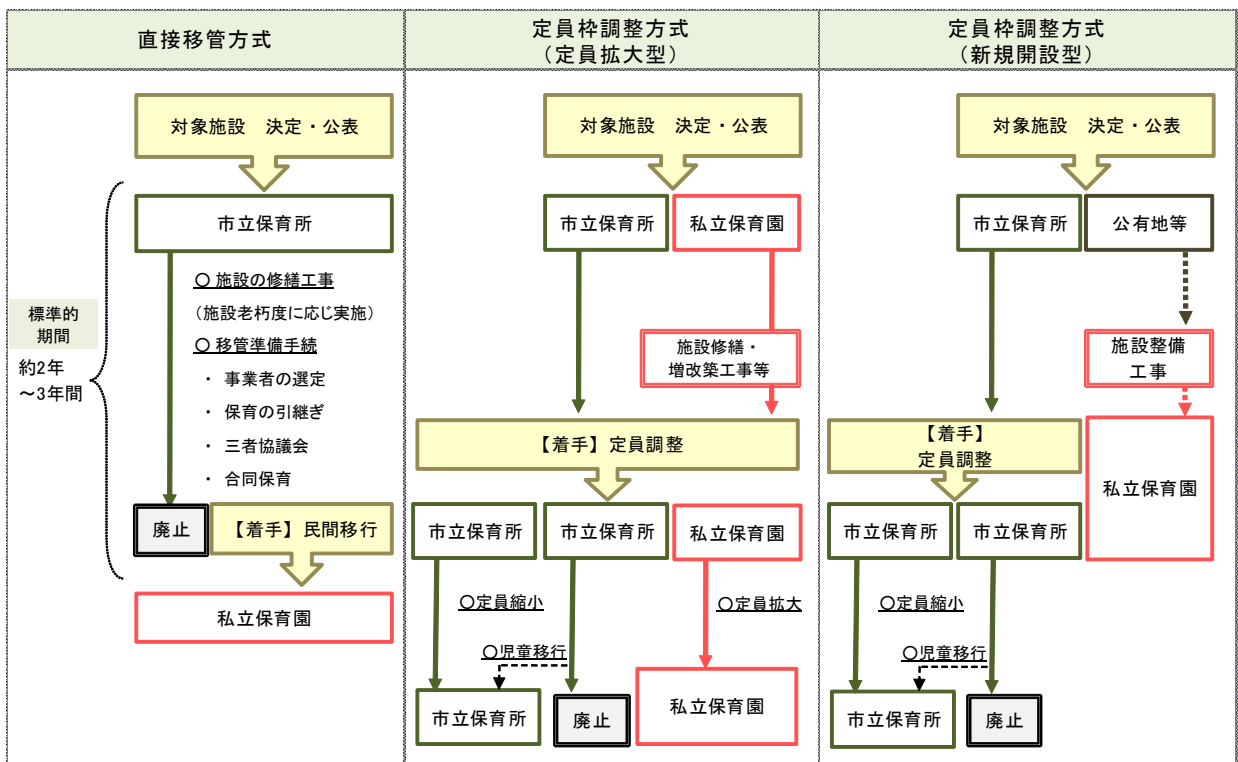 直接移管方式
対象施設　決定・公表
市立保育所
○ 施設の修繕工事
（施設老朽度に応じ実施）
○ 移管準備手続
・ 事業者の選定
・ 保育の引継ぎ
・ 三者協議会
・ 合同保育
標準的
期間
約2年
～3年間
廃止
【着手】民間移行
私立保育園
定員枠調整方式
（定員拡大型）
対象施設　決定・公表
市立保育所
私立保育園
施設修繕・
増改築工事等
【着手】定員調整
市立保育所
市立保育所
私立保育園
○定員縮小
○定員拡大
○児童移行
市立保育所
廃止
私立保育園
定員枠調整方式
（新規開設型）
対象施設　決定・公表
市立保育所
公有地等
施設整備
工事
【着手】
定員調整
私立保育園
市立保育所
市立保育所
○定員縮小
○児童移行
市立保育所
廃止